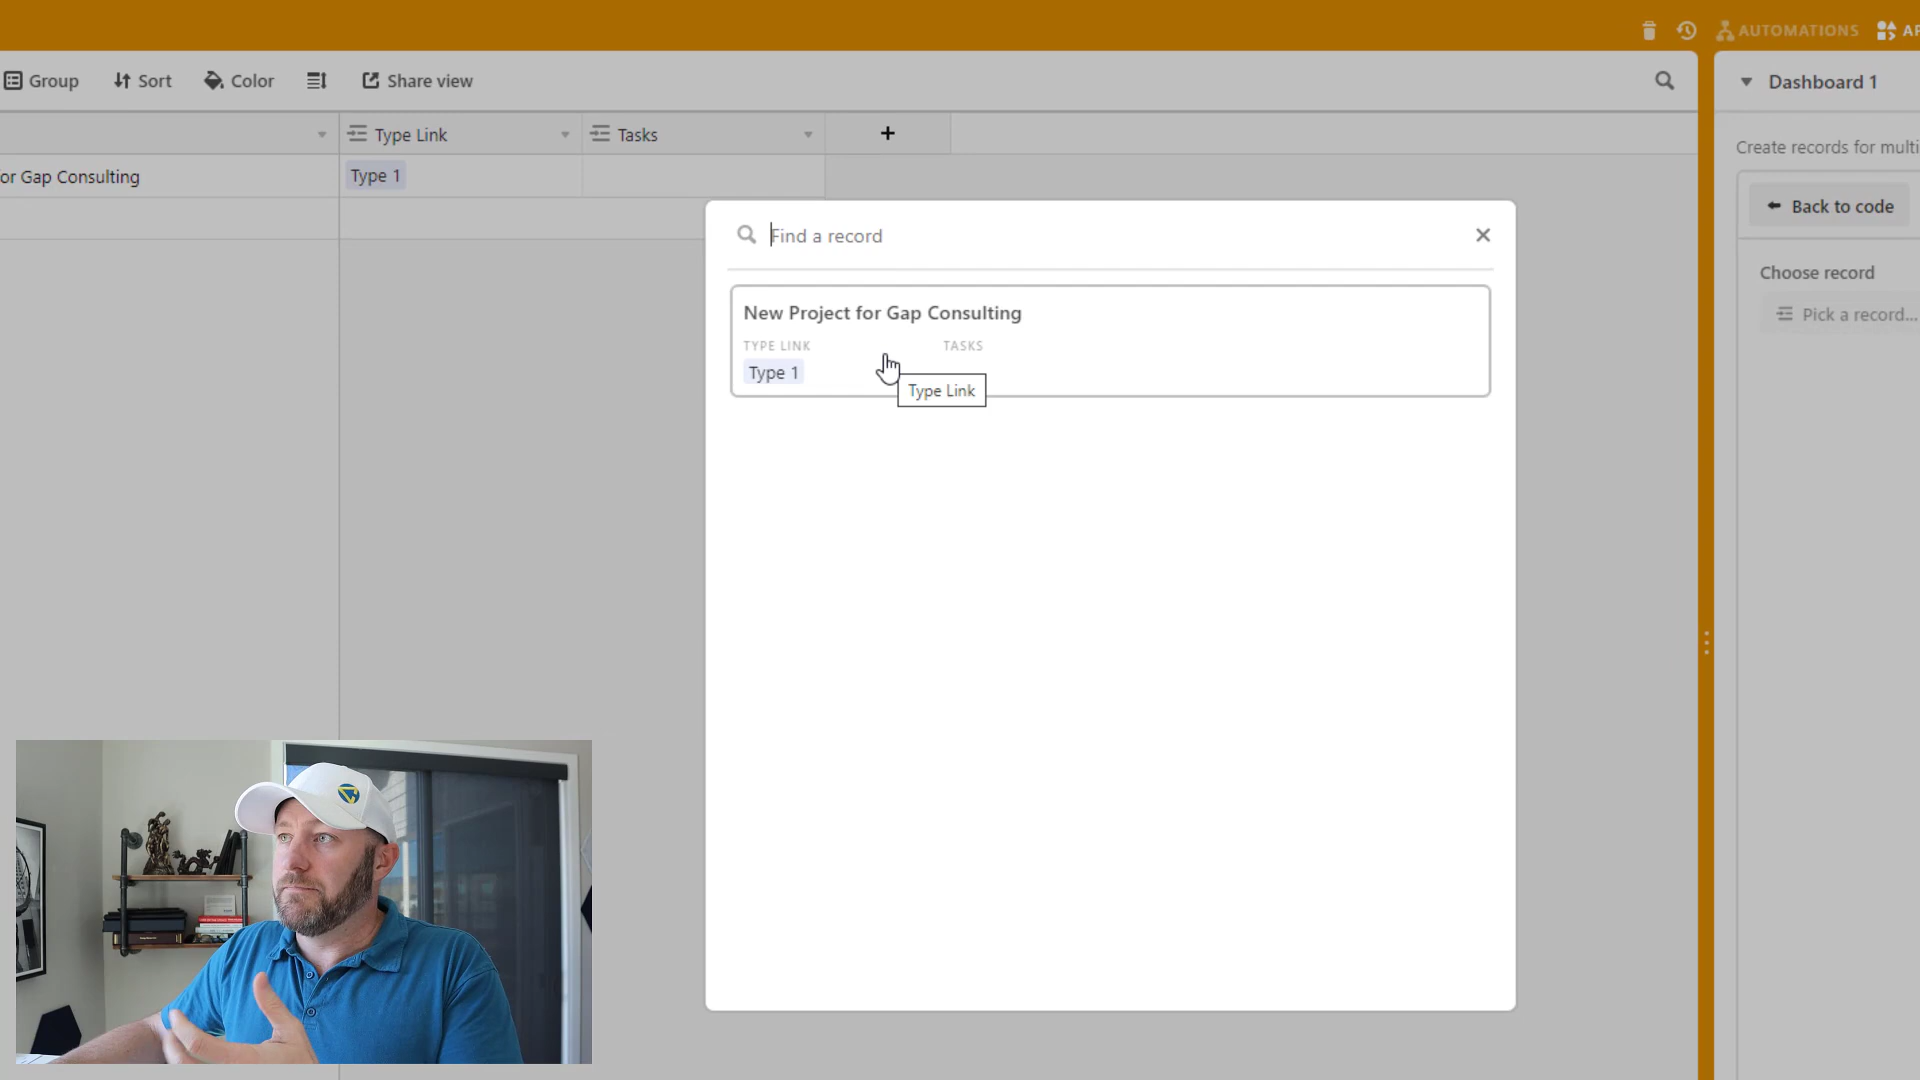 AUTOMATIONS
AP
Group
Sort
Color
Share view
Dashboard 1
Type Link
Tasks
+
Create records for multi
or Gap Consulting
Type 1
Back to code
Find a record
Choose record
New Project for Gap Consulting
Pick a record...
TYPE LINK
TASKS
Type 1
Type Link